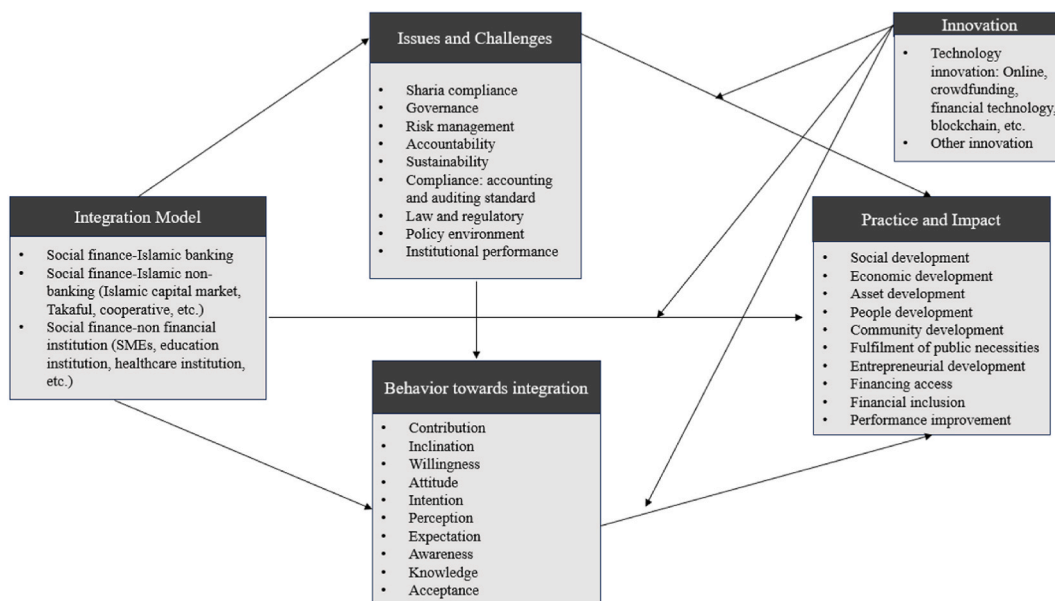 Issues and Challenges
• Sharia compliance
• Governance
• Risk management
• Accountability
• Sustainability
• Compliance: accounting
and auditing standard
• Law and regulatory
• Policy environment
• Institutional performance
Innovation
• Technology
innovation: Online,
crowdfunding,
financial technology,
blockchain, etc.
• Other innovation
Integration Model
• Social finance-Islamic banking
• Social finance-Islamic non-
banking (Islamic capital market,
Takaful, cooperative, etc.)
• Social finance-non financial
institution (SMEs, education
institution, healthcare institution,
etc.)
Practice and Impact
• Social development
• Economic development
• Asset development
• People development
• Community development
• Fulfilment of public necessities
• Entrepreneurial development
• Financing access
• Financial inclusion
• Performance improvement
Behavior towards integration
• Contribution
• Inclination
• Willingness
• Attitude
• Intention
• Perception
• Expectation
• Awareness
• Knowledge
• Acceptance